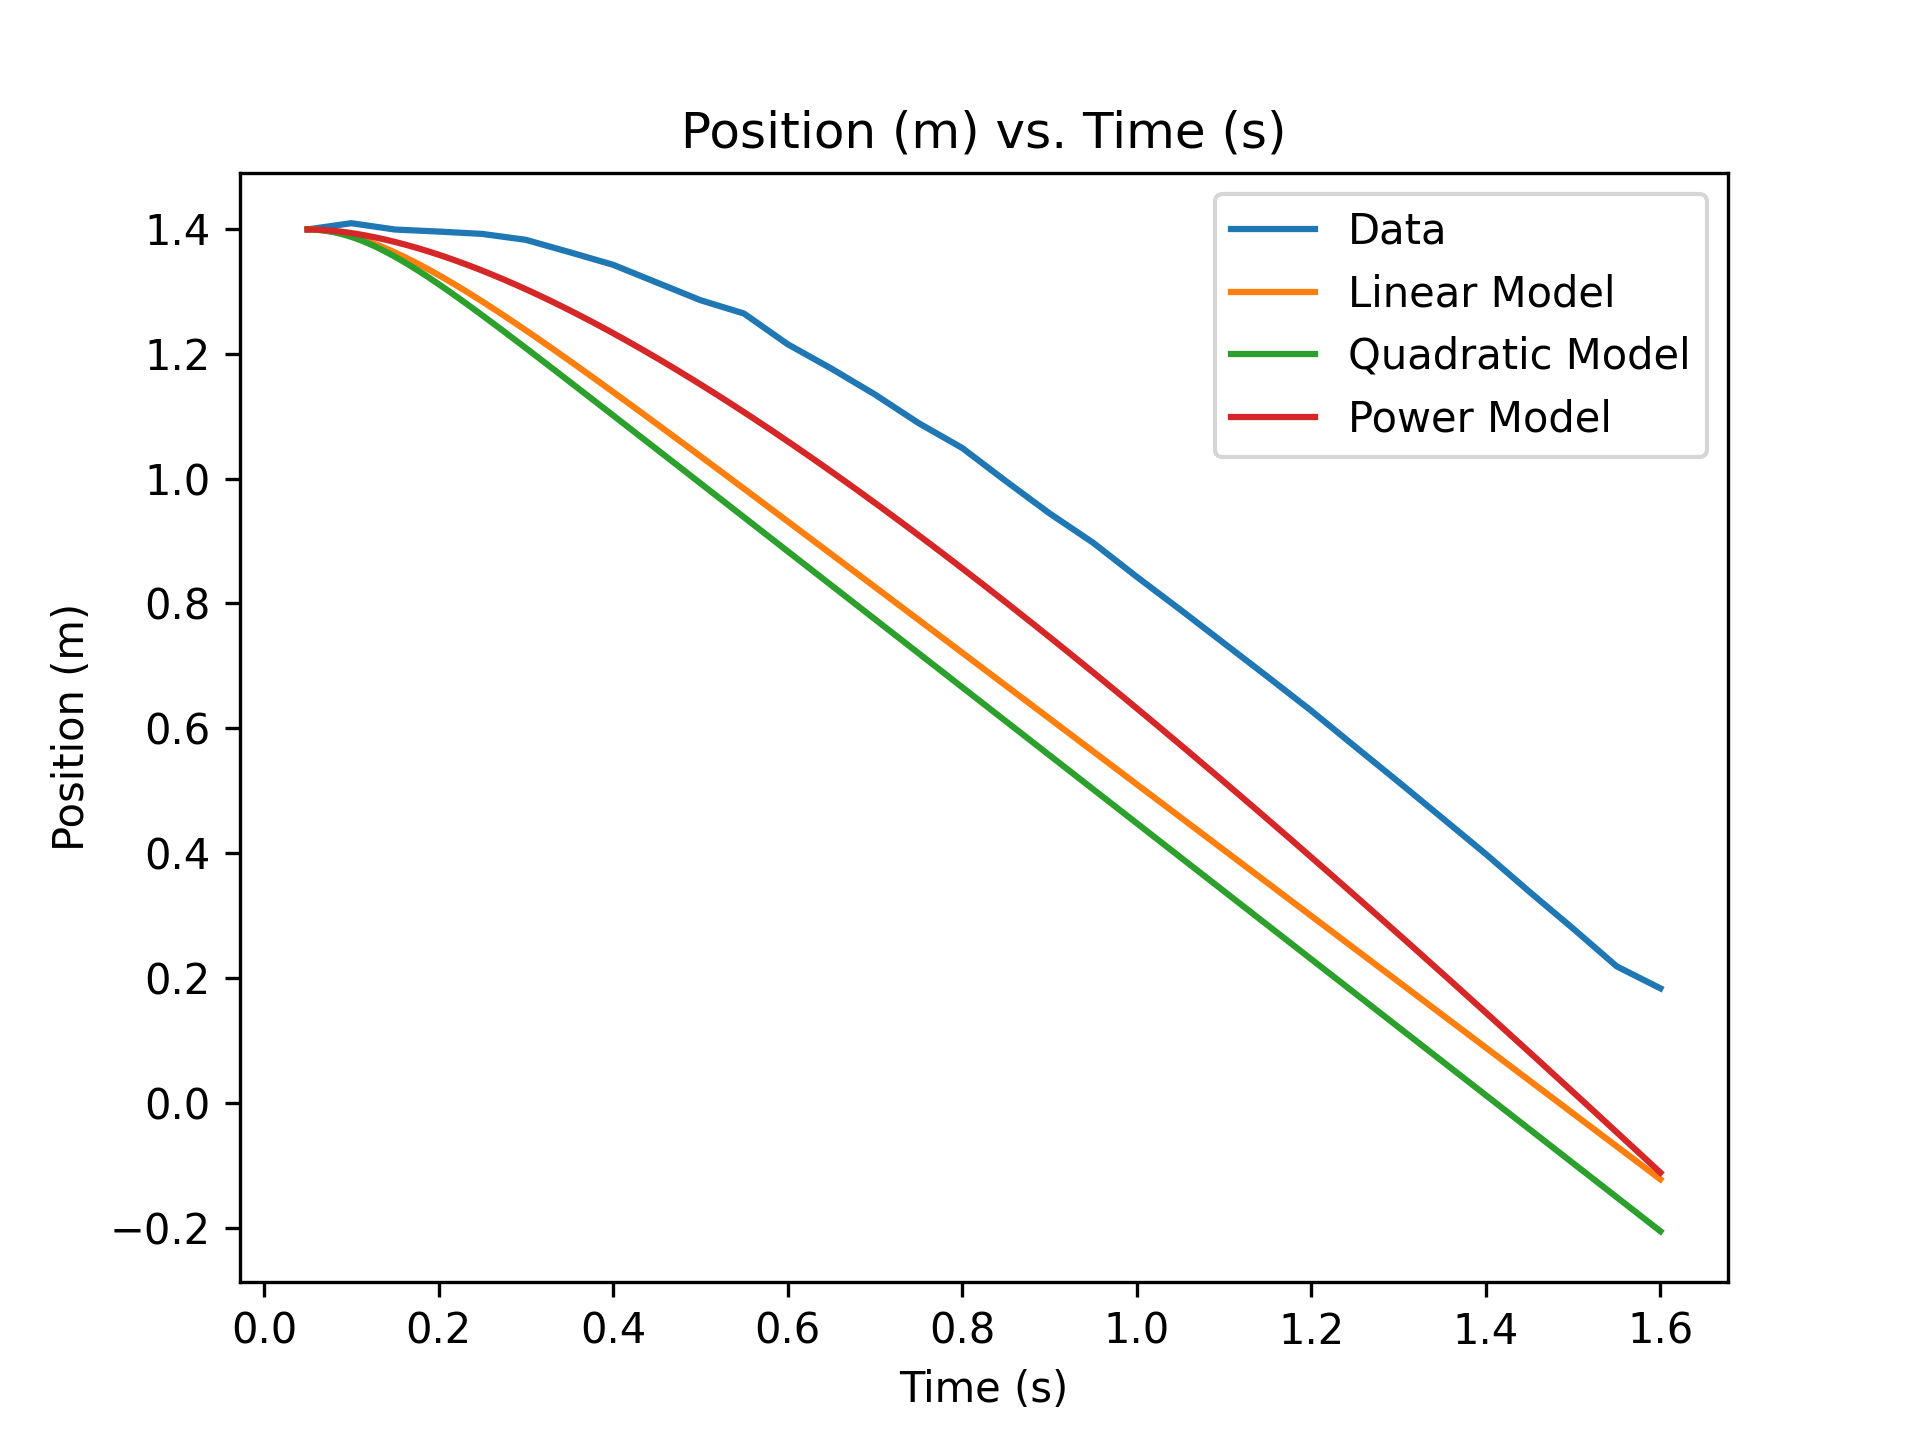 Position (m) vs. Time (s)
Data
Linear Model
Quadratic Model
Power Model
1.4
1.2
1.0
0.8
0.6
0.4
0.2
0.0
−0.2
Position (m)
0.0 0.2 0.4 0.6 0.8 1.0 1.2 1.4 1.6
Time (s)